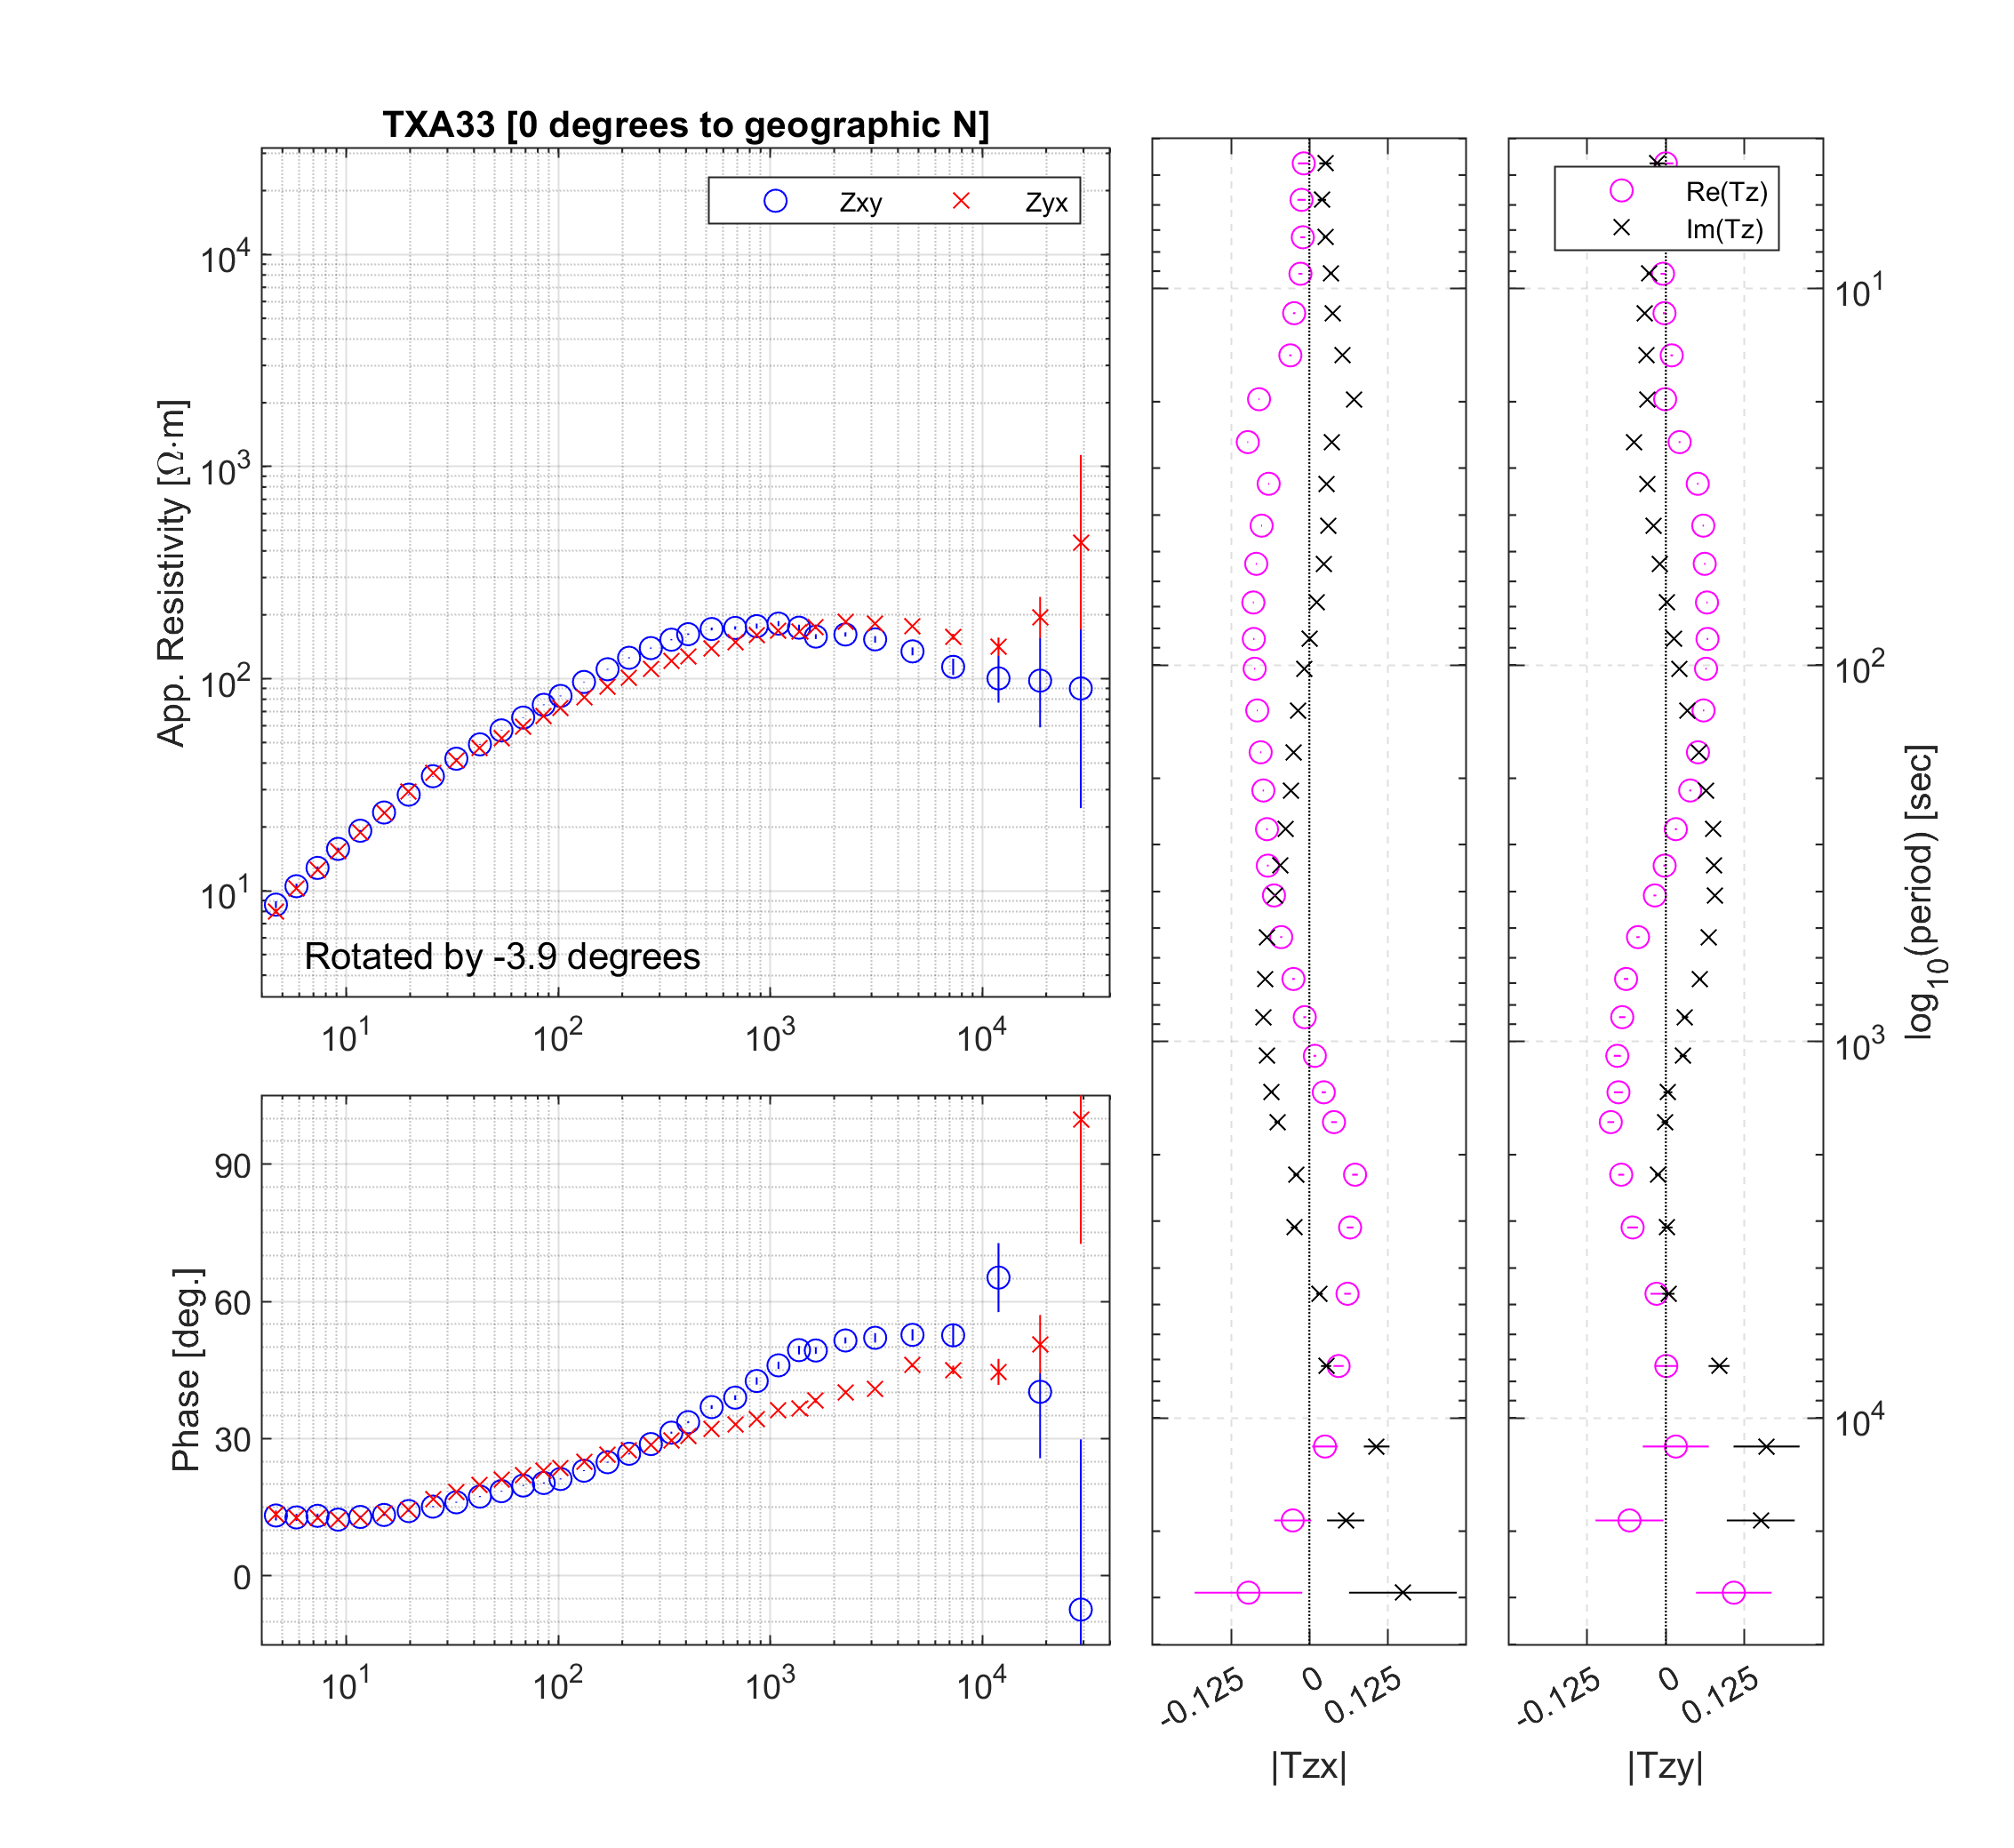 TXA33 [0 degrees to geographic N]
Zxy Zyx
App. Resistivity [Ω·m]
10^4
10^3
10^2
10^1
Rotated by -3.9 degrees
10^1 10^2 10^3 10^4
Phase [deg.]
90
60
30
0
10^1 10^2 10^3 10^4
-0.125 0 0.125
|Tzx|
Re(Tz)
Im(Tz)
-0.125 0 0.125
|Tzy|
10^1
10^2
10^3
10^4
log_10(period) [sec]